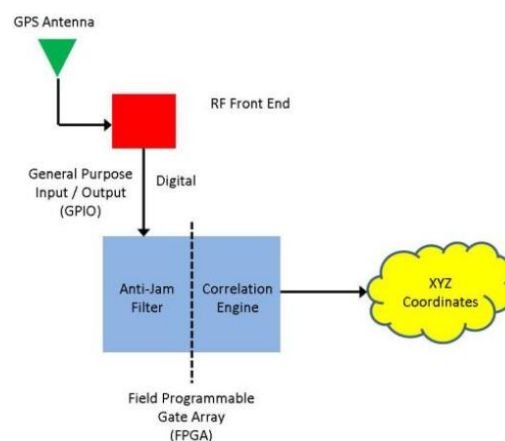 GPS Antenna
RF Front End
General Purpose
Input / Output
(GPIO)
Digital
Anti-Jam
Filter
Correlation
Engine
XYZ
Coordinates
Field Programmable
Gate Array
(FPGA)